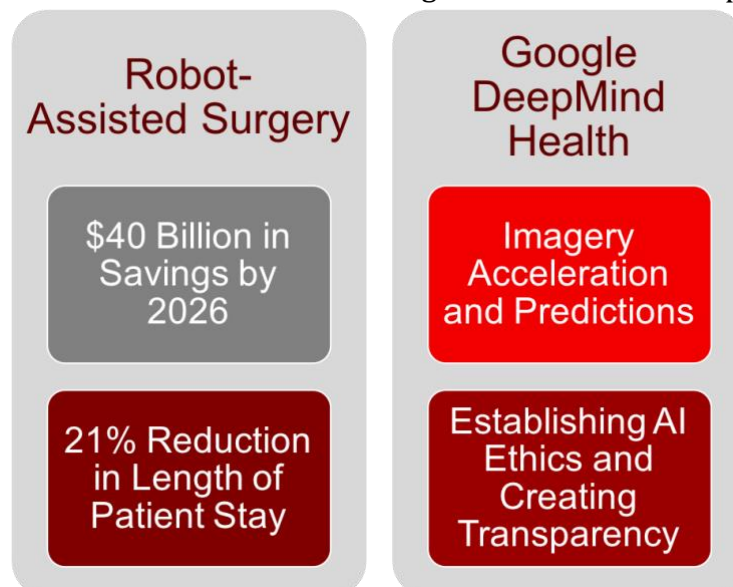 Robot-
Assisted Surgery
$40 Billion in
Savings by
2026
21% Reduction
in Length of
Patient Stay
Google
DeepMind
Health
Imagery
Acceleration
and Predictions
Establishing AI
Ethics and
Creating
Transparency